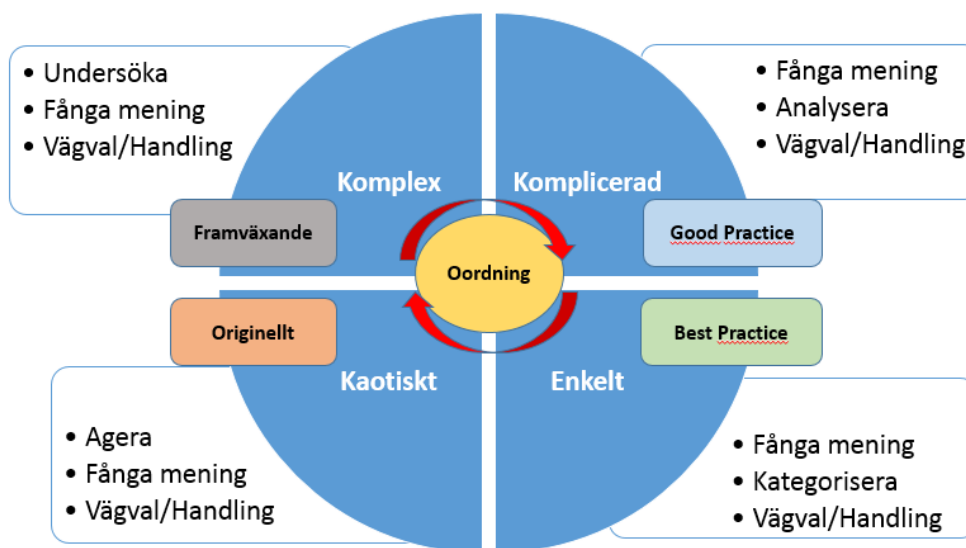 • Undersöka
• Fånga mening
• Vägval/Handling
• Fånga mening
• Analysera
• Vägval/Handling
Komplex
Komplicerad
Framväxande
Good Practice
Oordning
Originellt
Best Practice
Kaotiskt
Enkelt
• Agera
• Fånga mening
• Vägval/Handling
• Fånga mening
• Kategorisera
• Vägval/Handling